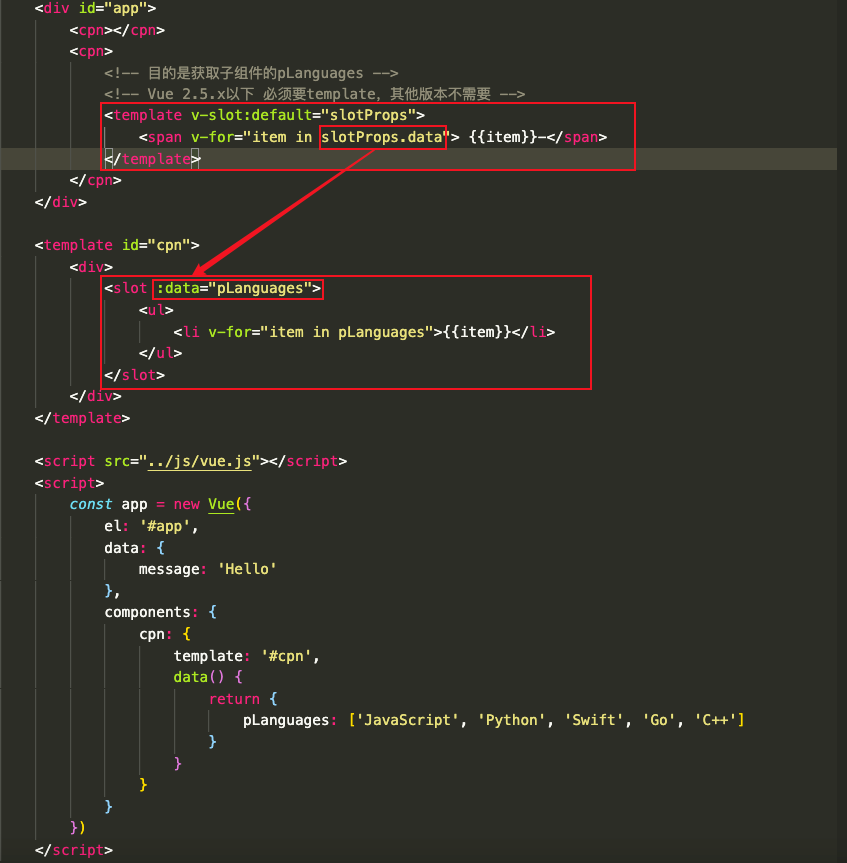 <div id="app">
<cpn></cpn>
<cpn>
<!-- 目的是获取子组件的pLanguages -->
<!-- Vue 2.5.x以下 必须要template，其他版本不需要 -->
<template v-slot:default="slotProps">
<span v-for="item in slotProps.data"> {{item}}-</span>
</template>
</cpn>
</div>
<template id="cpn">
<div>
<slot :data="pLanguages">
<ul>
<li v-for="item in pLanguages">{{item}}</li>
</ul>
</slot>
</div>
</template>
<script src="../js/vue.js"></script>
<script>
const app = new Vue({
el: '#app',
data: {
message: 'Hello'
},
components: {
cpn: {
template: '#cpn',
data() {
return {
pLanguages: ['JavaScript', 'Python', 'Swift', 'Go', 'C++']
}
}
}
}
})
</script>